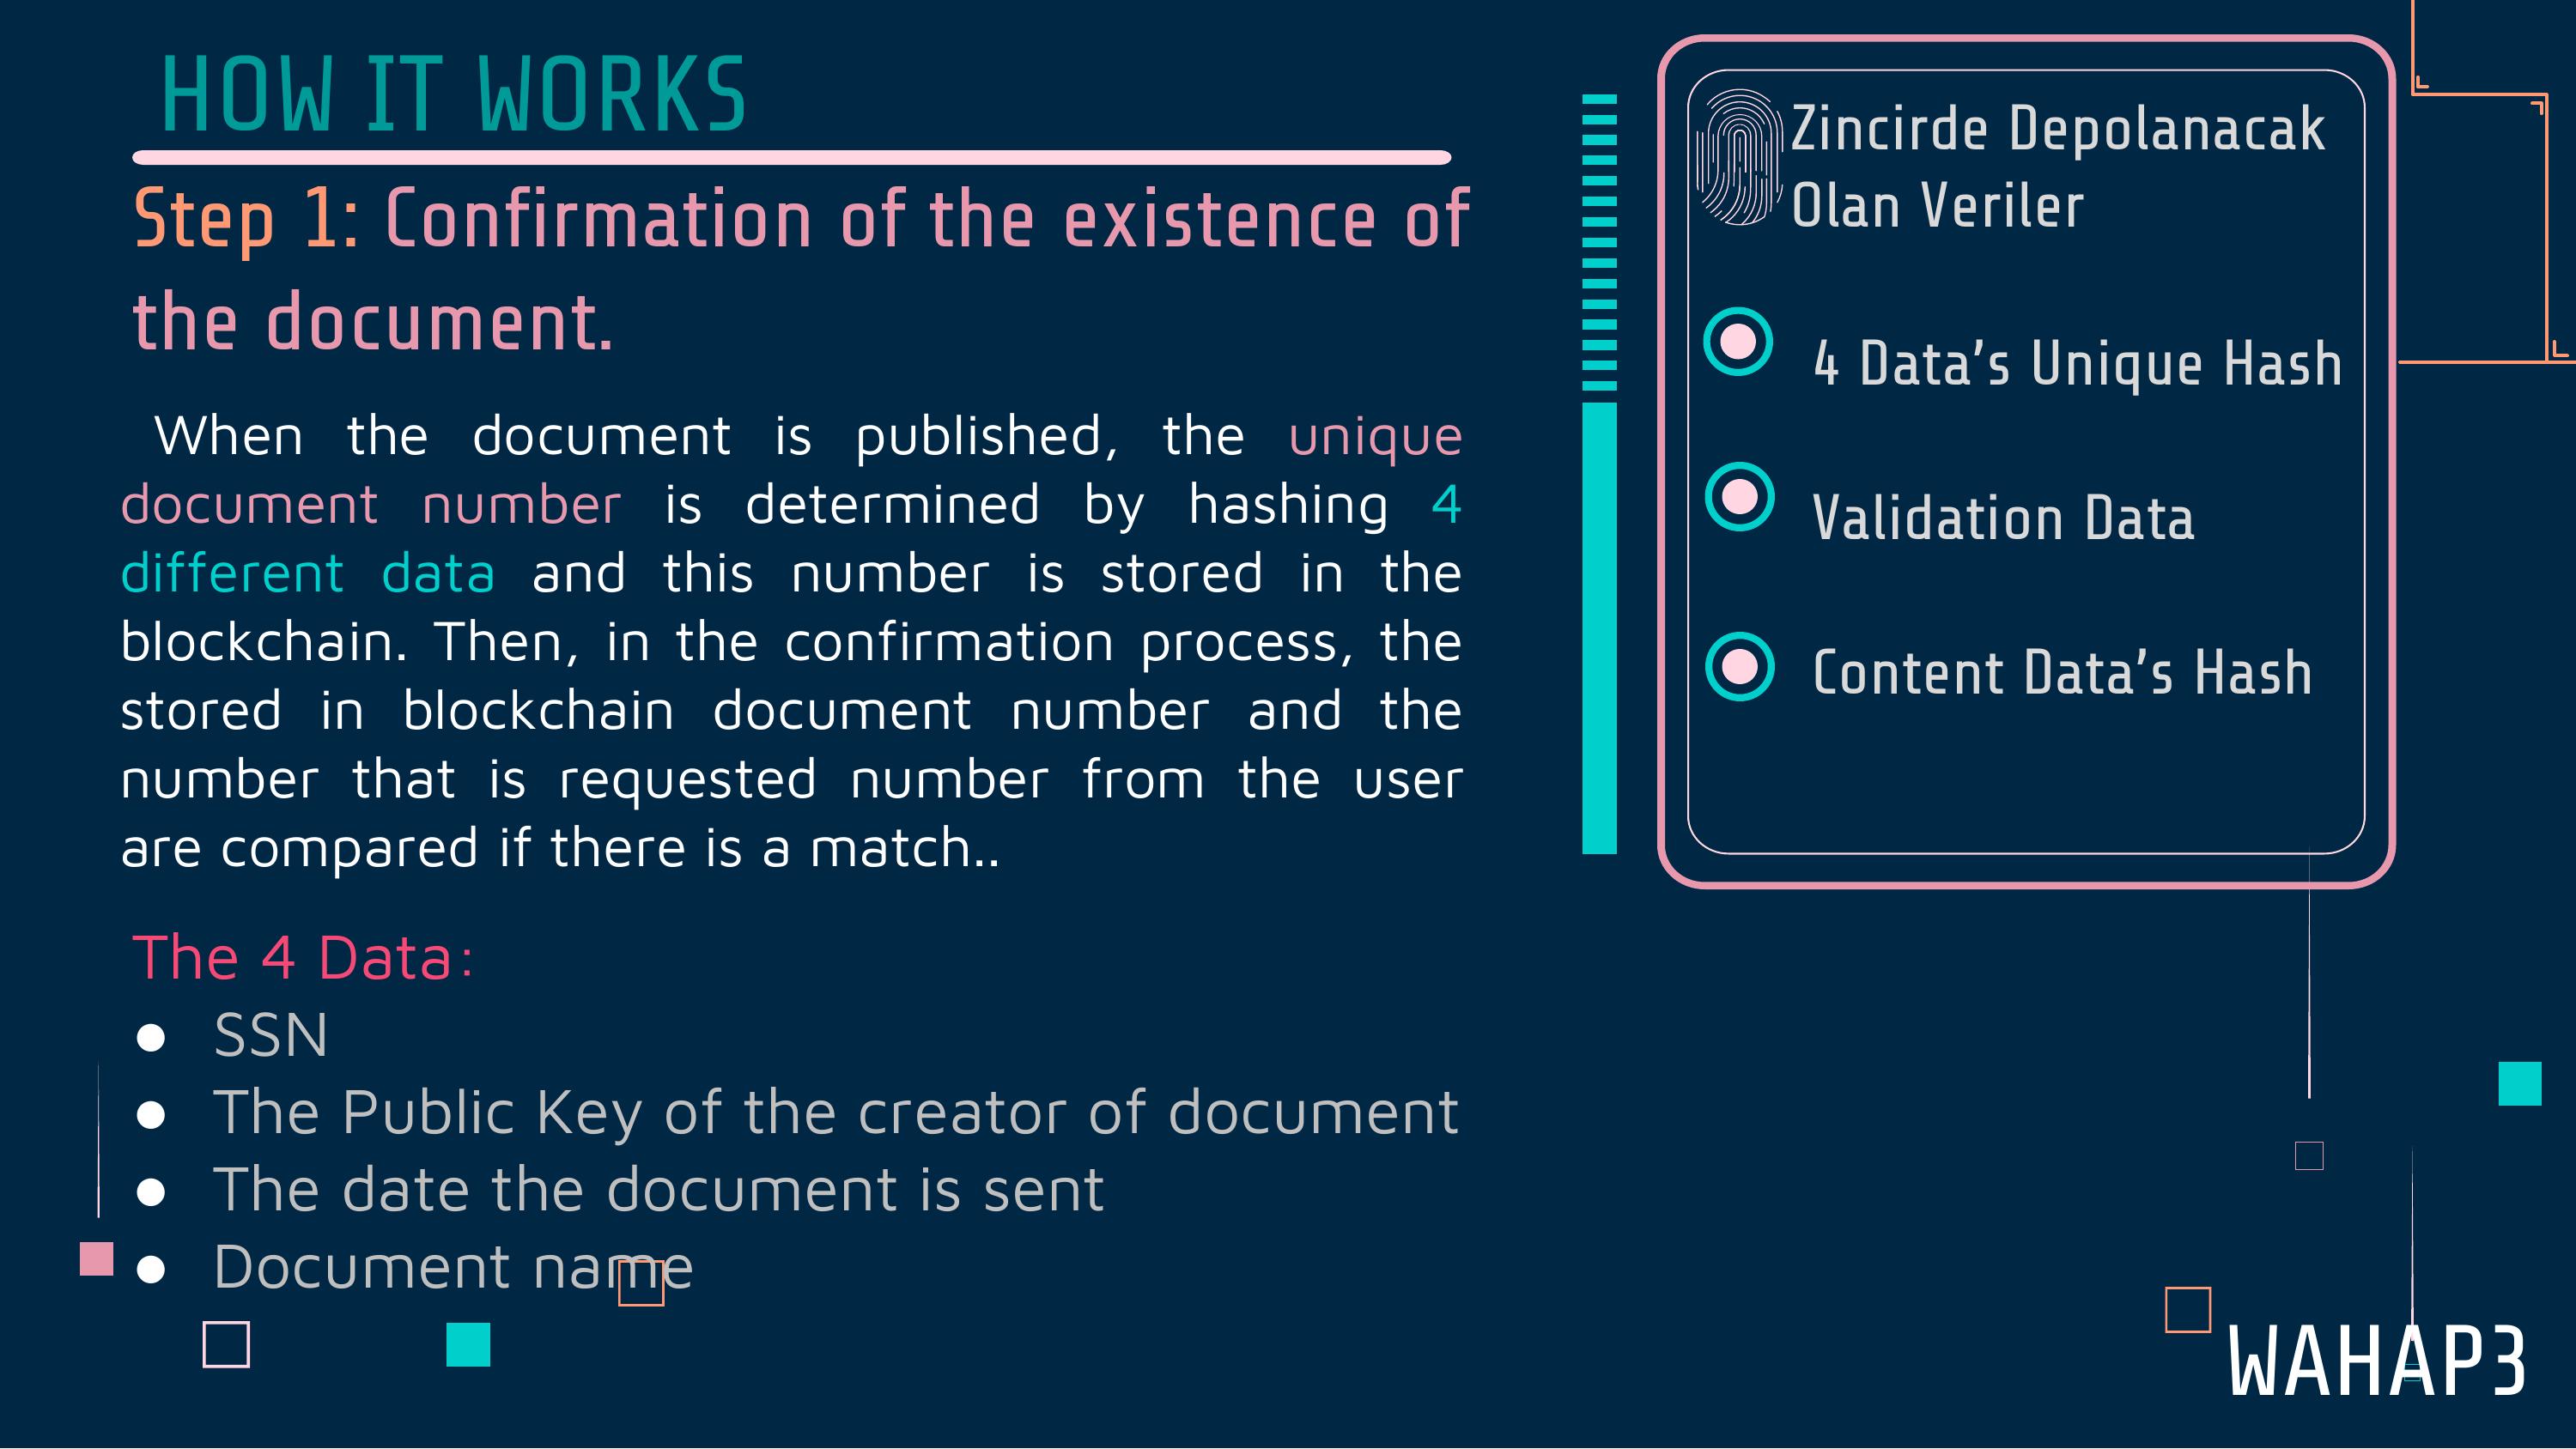 HOW IT WORKS
Step 1: Confirmation of the existence of
the document.
When the document is published, the unique
document number is determined by hashing 4
different data and this number is stored in the
blockchain. Then, in the confirmation process, the
stored in blockchain document number and the
number that is requested number from the user
are compared if there is a match..
The 4 Data:
● SSN
● The Public Key of the creator of document
● The date the document is sent
● Document name
Zincirde Depolanacak
Olan Veriler
4 Data’s Unique Hash
Validation Data
Content Data’s Hash
WAHAP3